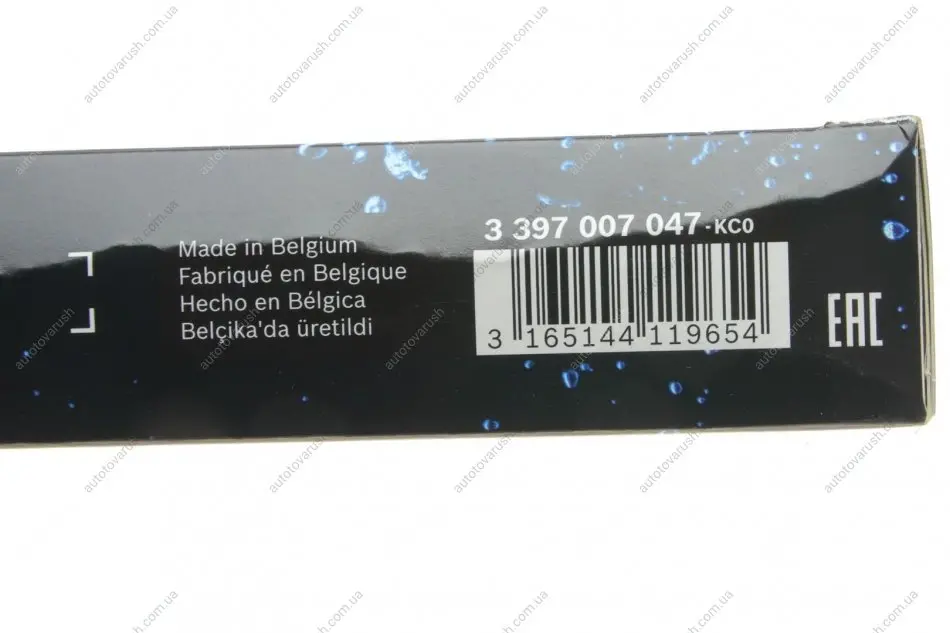 3 397 007 047-KC0
Made in Belgium
Fabriqué en Belgique
Hecho en Bélgica
Belçika'da üretildi
3 165144 119654
EAC
autotovarush.com.ua